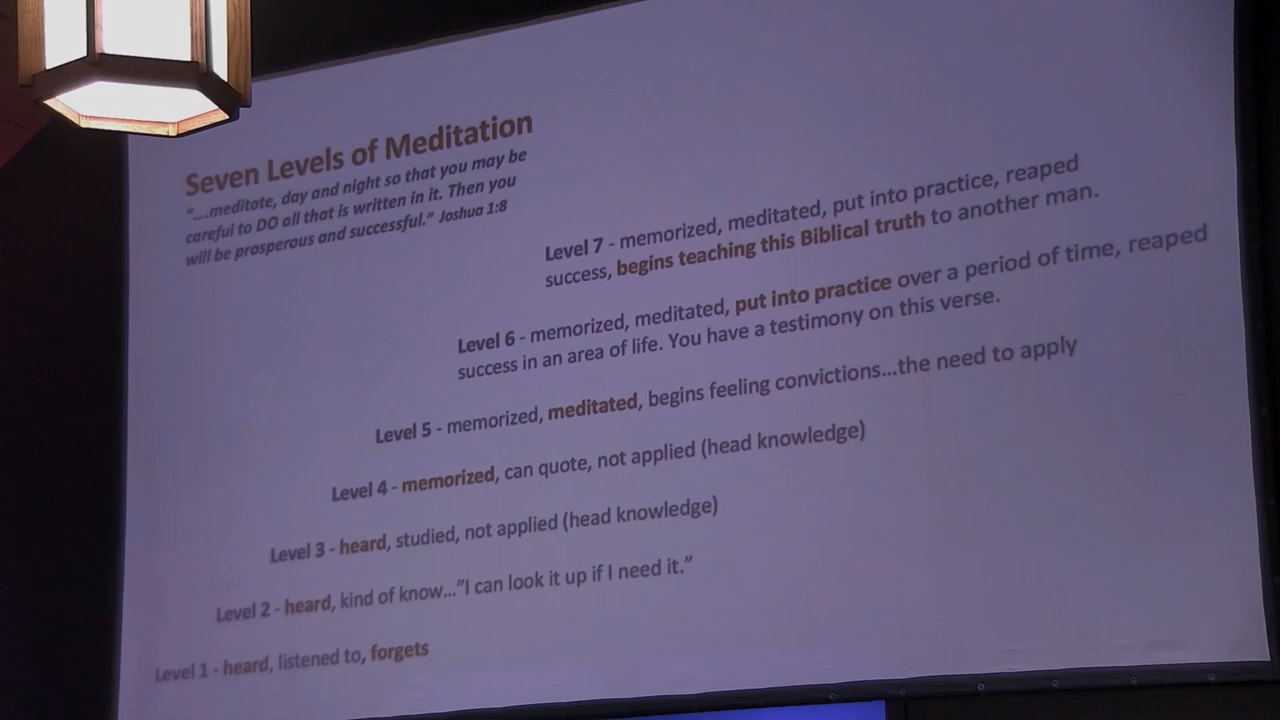 Seven Levels of Meditation
"....meditate, day and night so that you may be
careful to DO all that is written in it. Then you
will be prosperous and successful." Joshua 1:8
Level 7 - memorized, meditated, put into practice, reaped
success, begins teaching this Biblical truth to another man.
Level 6 - memorized, meditated, put into practice over a period of time, reaped
success in an area of life. You have a testimony on this verse.
Level 5 - memorized, meditated, begins feeling convictions...the need to apply
Level 4 - memorized, can quote, not applied (head knowledge)
Level 3 - heard, studied, not applied (head knowledge)
Level 2 - heard, kind of know..."I can look it up if I need it."
Level 1 - heard, listened to, forgets